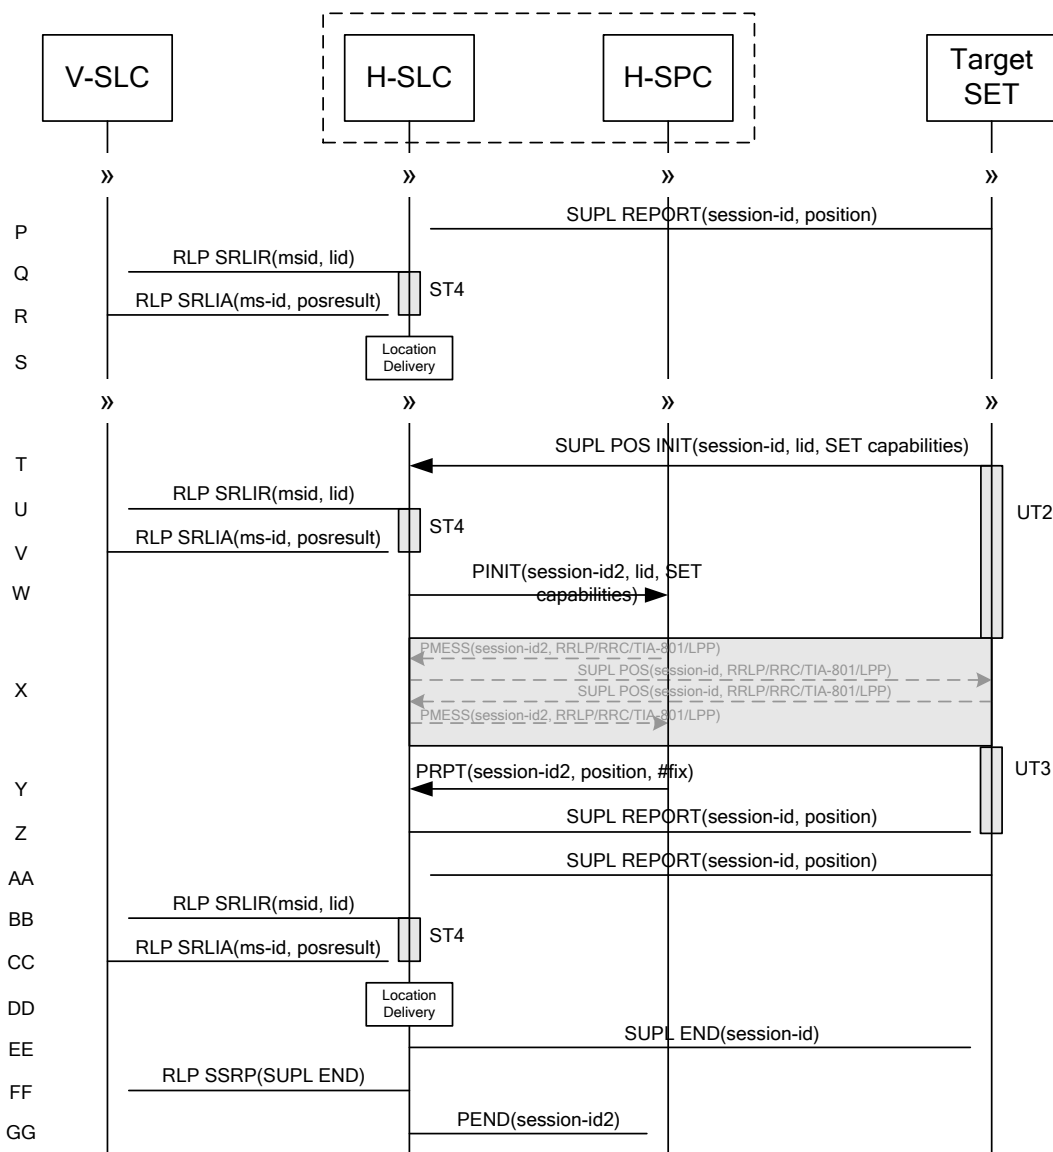 V-SLC
H-SLC
H-SPC
Target
SET
»
»
»
»
P
SUPL REPORT(session-id, position)
Q
RLP SRLIR(msid, lid)
ST4
R
RLP SRLIA(ms-id, posresult)
S
Location
Delivery
»
»
»
T
SUPL POS INIT(session-id, lid, SET capabilities)
U
RLP SRLIR(msid, lid)
UT2
ST4
V
RLP SRLIA(ms-id, posresult)
W
PINIT(session-id2, lid, SET
capabilities)
X
PMESS(session-id2, RRLP/RRC/TIA-801/LPP)
SUPL POS(session-id, RRLP/RRC/TIA-801/LPP)
SUPL POS(session-id, RRLP/RRC/TIA-801/LPP)
PMESS(session-id2, RRLP/RRC/TIA-801/LPP)
Y
PRPT(session-id2, position, #fix)
UT3
Z
SUPL REPORT(session-id, position)
AA
SUPL REPORT(session-id, position)
BB
RLP SRLIR(msid, lid)
ST4
CC
RLP SRLIA(ms-id, posresult)
DD
Location
Delivery
EE
SUPL END(session-id)
FF
RLP SSRP(SUPL END)
GG
PEND(session-id2)